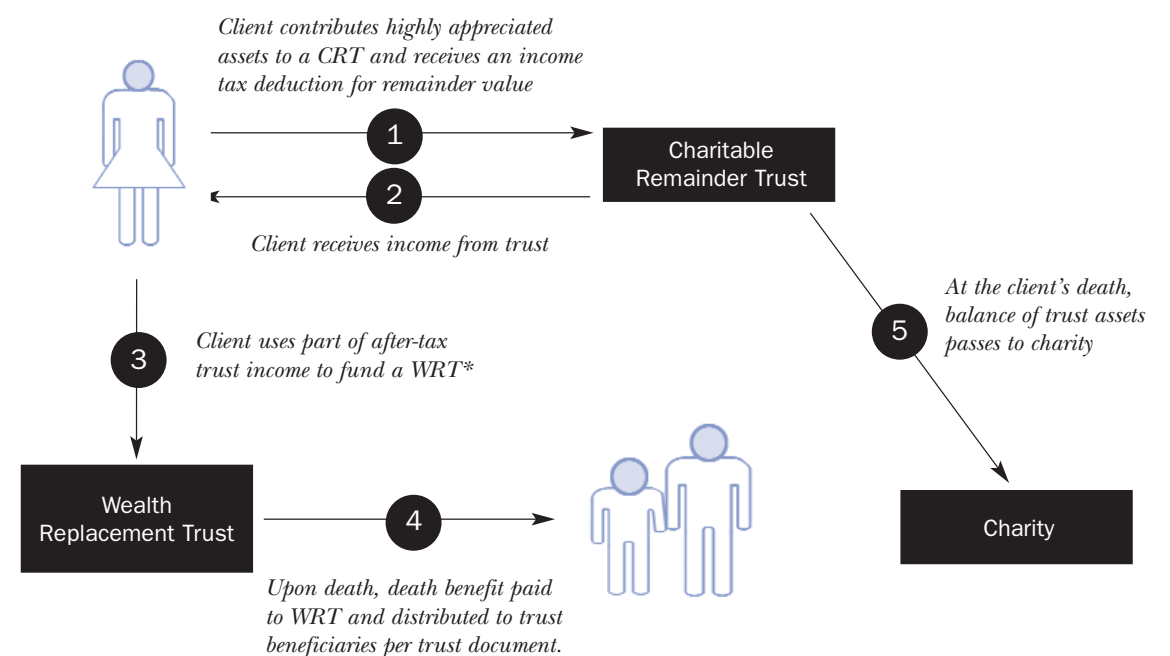 Client contributes highly appreciated
assets to a CRT and receives an income
tax deduction for remainder value
1
Charitable
Remainder Trust
2
Client receives income from trust
3
Client uses part of after-tax
trust income to fund a WRT*
5
At the client’s death,
balance of trust assets
passes to charity
Wealth
Replacement Trust
4
Charity
Upon death, death benefit paid
to WRT and distributed to trust
beneficiaries per trust document.